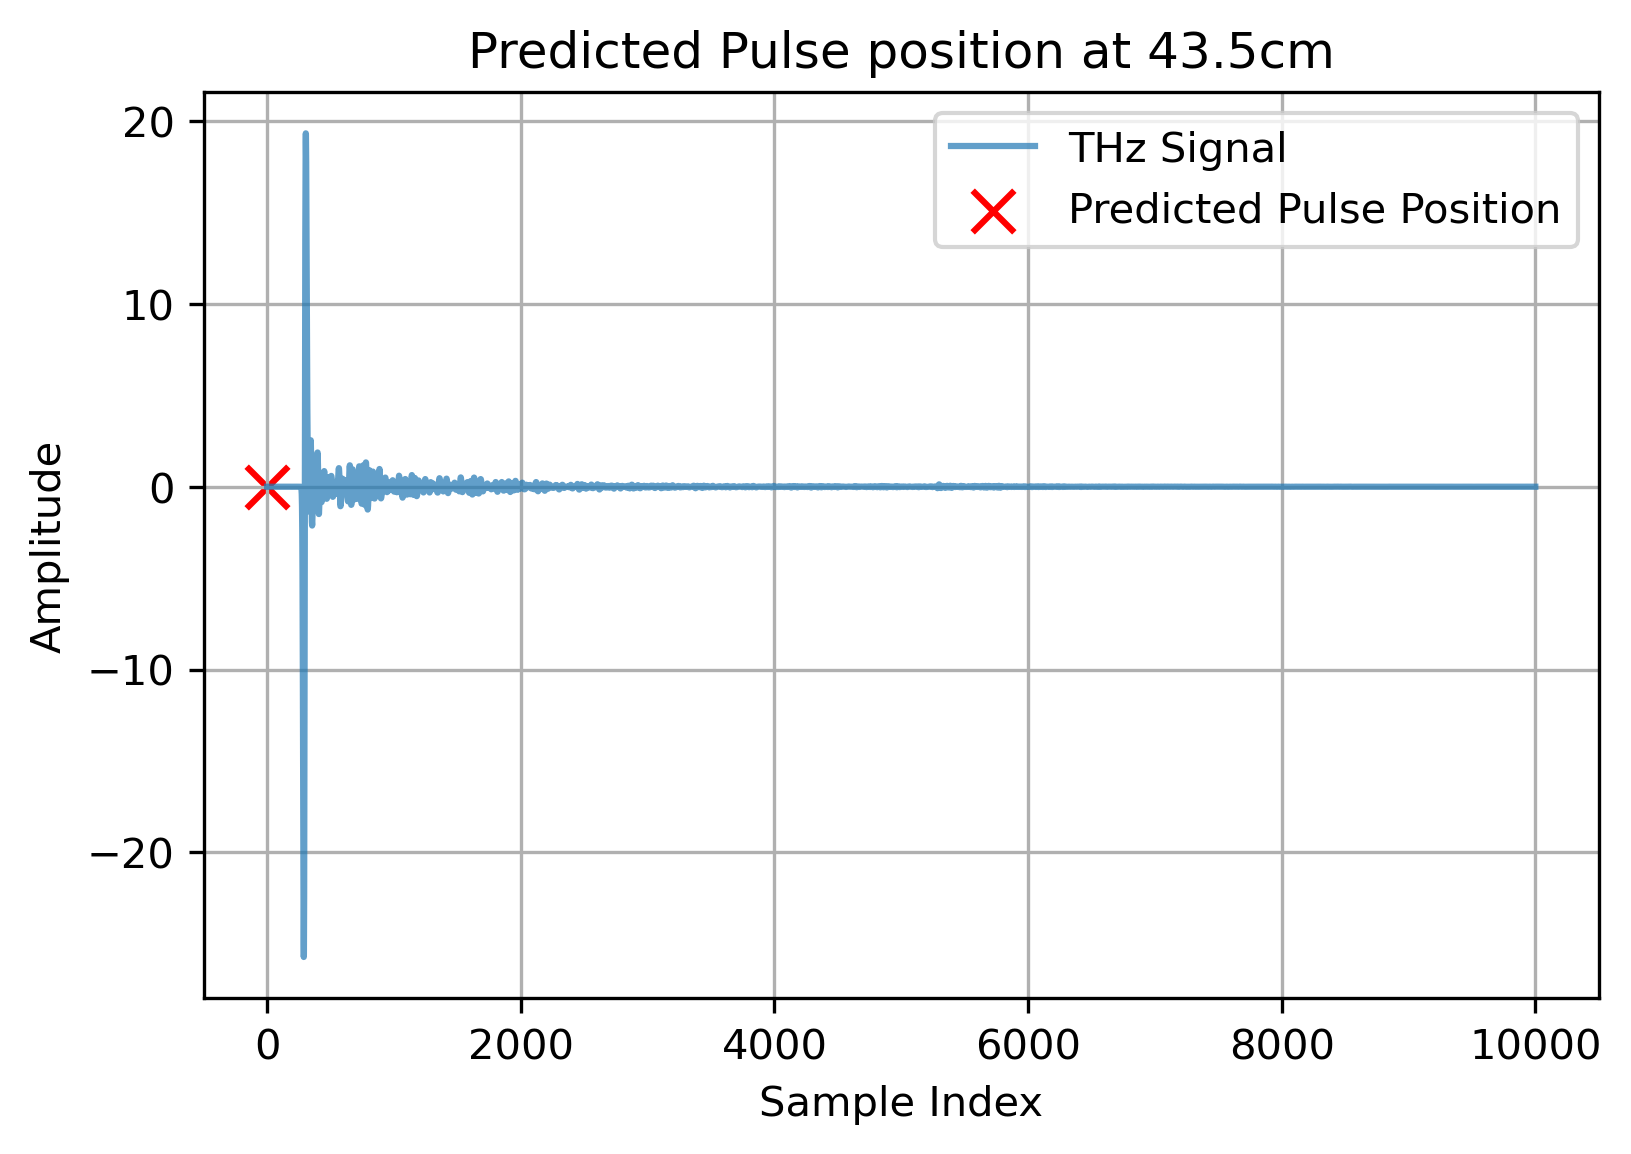 Predicted Pulse position at 43.5cm
THz Signal
Predicted Pulse Position
20
10
0
−10
−20
Amplitude
0 2000 4000 6000 8000 10000
Sample Index